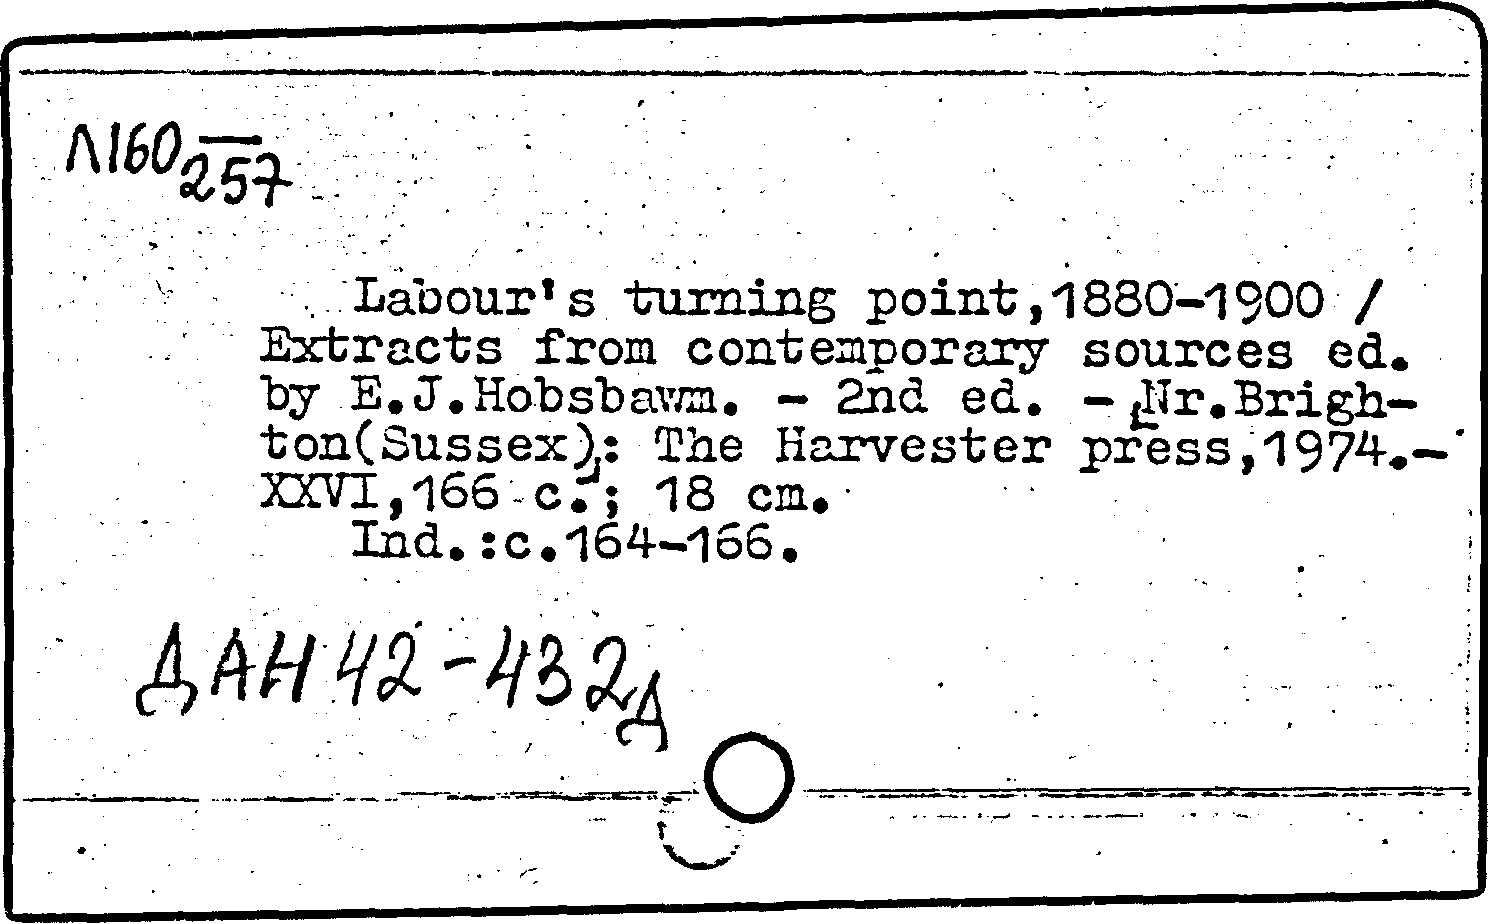 Л160 257
Labour's turning point,1880-1900 /
Extracts from contemporary sources ed.
by E.J.Hobsbawm. - 2nd ed. - [Nr.Brigh-
ton(Sussex)]: The Harvester press,1974.-
XXVI,166 с.; 18 cm.
Ind.:c.164-166.
ДАН 42-432д